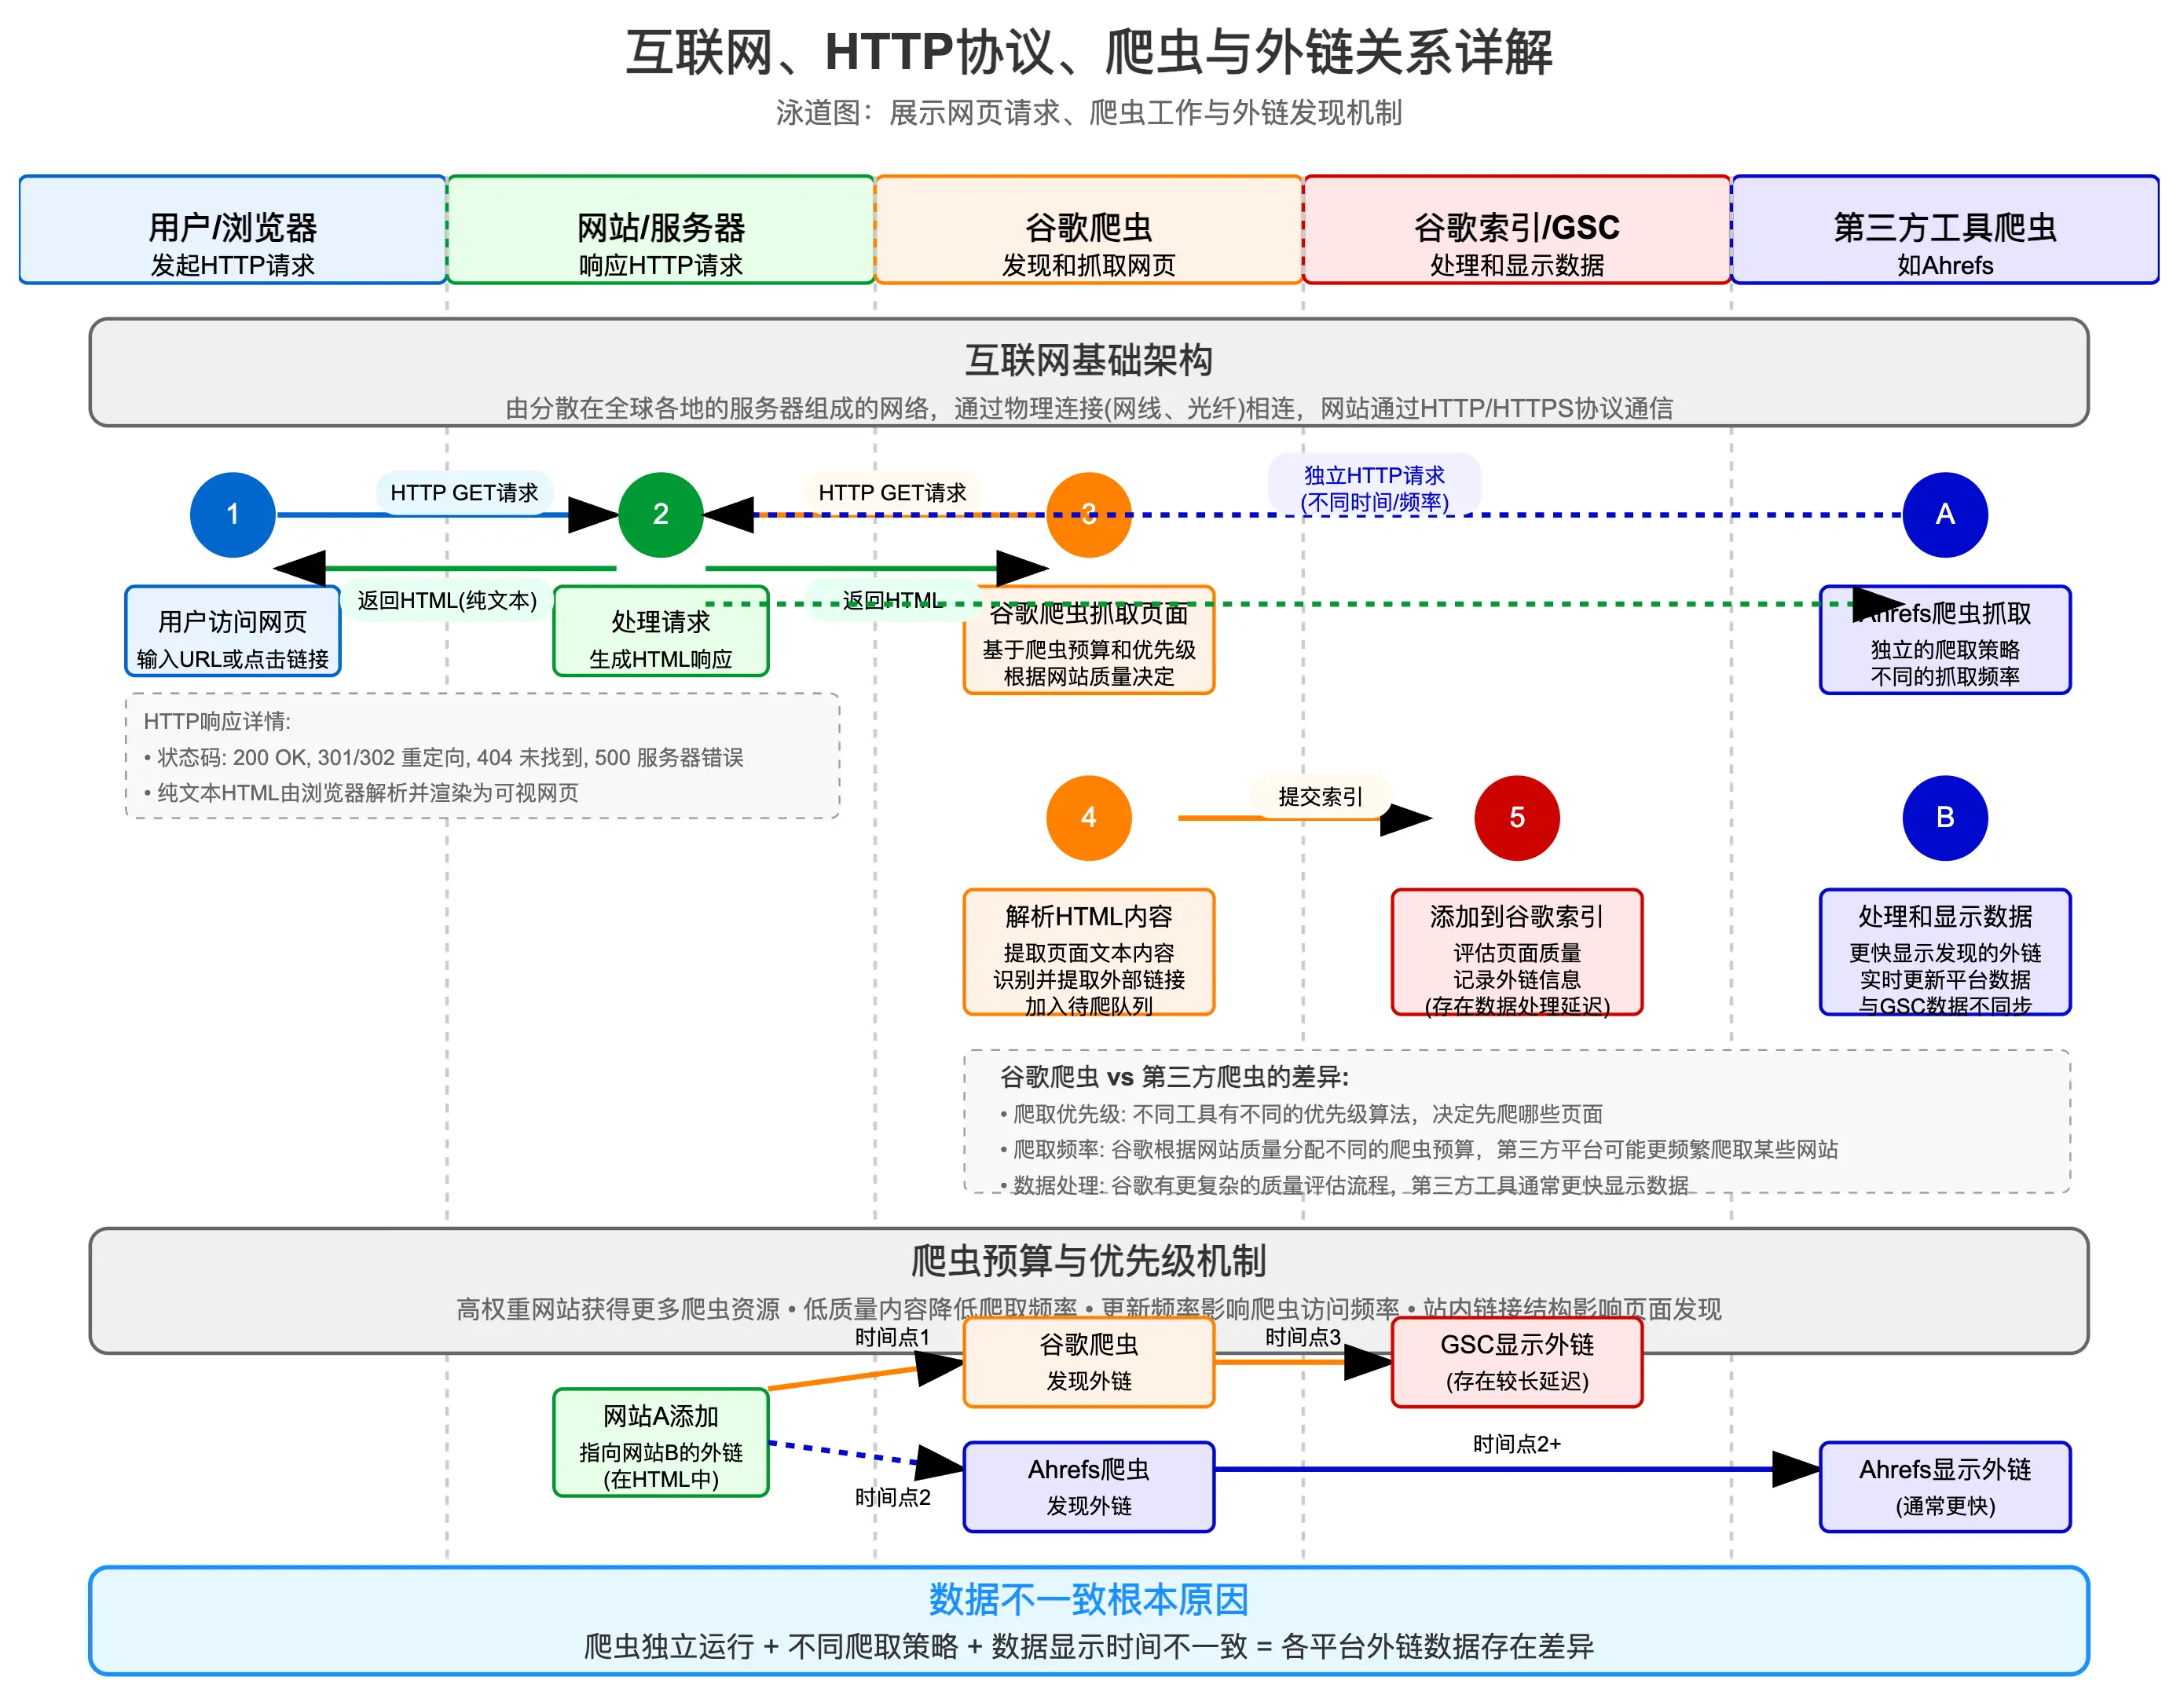 互联网、HTTP协议、爬虫与外链关系详解
泳道图：展示网页请求、爬虫工作与外链发现机制
用户/浏览器
发起HTTP请求
网站/服务器
响应HTTP请求
谷歌爬虫
发现和抓取网页
谷歌索引/GSC
处理和显示数据
第三方工具爬虫
如Ahrefs
互联网基础架构
由分散在全球各地的服务器组成的网络，通过物理连接(网线、光纤)相连，网站通过HTTP/HTTPS协议通信
1
HTTP GET请求
2
HTTP GET请求
3
独立HTTP请求
(不同时间/频率)
A
返回HTML(纯文本)
返回HTML
用户访问网页
输入URL或点击链接
处理请求
生成HTML响应
谷歌爬虫抓取页面
基于爬虫预算和优先级
根据网站质量决定
Ahrefs爬虫抓取
独立的爬取策略
不同的抓取频率
HTTP响应详情:
• 状态码: 200 OK, 301/302 重定向, 404 未找到, 500 服务器错误
• 纯文本HTML由浏览器解析并渲染为可视网页
4
提交索引
5
B
解析HTML内容
提取页面文本内容
识别并提取外部链接
加入待爬队列
添加到谷歌索引
评估页面质量
记录外链信息
(存在数据处理延迟)
处理和显示数据
更快显示发现的外链
实时更新平台数据
与GSC数据不同步
谷歌爬虫 vs 第三方爬虫的差异:
• 爬取优先级: 不同工具有不同的优先级算法，决定先爬哪些页面
• 爬取频率: 谷歌根据网站质量分配不同的爬虫预算，第三方平台可能更频繁爬取某些网站
• 数据处理: 谷歌有更复杂的质量评估流程，第三方工具通常更快显示数据
爬虫预算与优先级机制
高权重网站获得更多爬虫资源 • 低质量内容降低爬取频率 • 更新频率影响爬虫访问频率 • 站内链接结构影响页面发现
时间点1
谷歌爬虫
发现外链
时间点3
GSC显示外链
(存在较长延迟)
网站A添加
指向网站B的外链
(在HTML中)
时间点2
Ahrefs爬虫
发现外链
时间点2+
Ahrefs显示外链
(通常更快)
数据不一致根本原因
爬虫独立运行 + 不同爬取策略 + 数据显示时间不一致 = 各平台外链数据存在差异